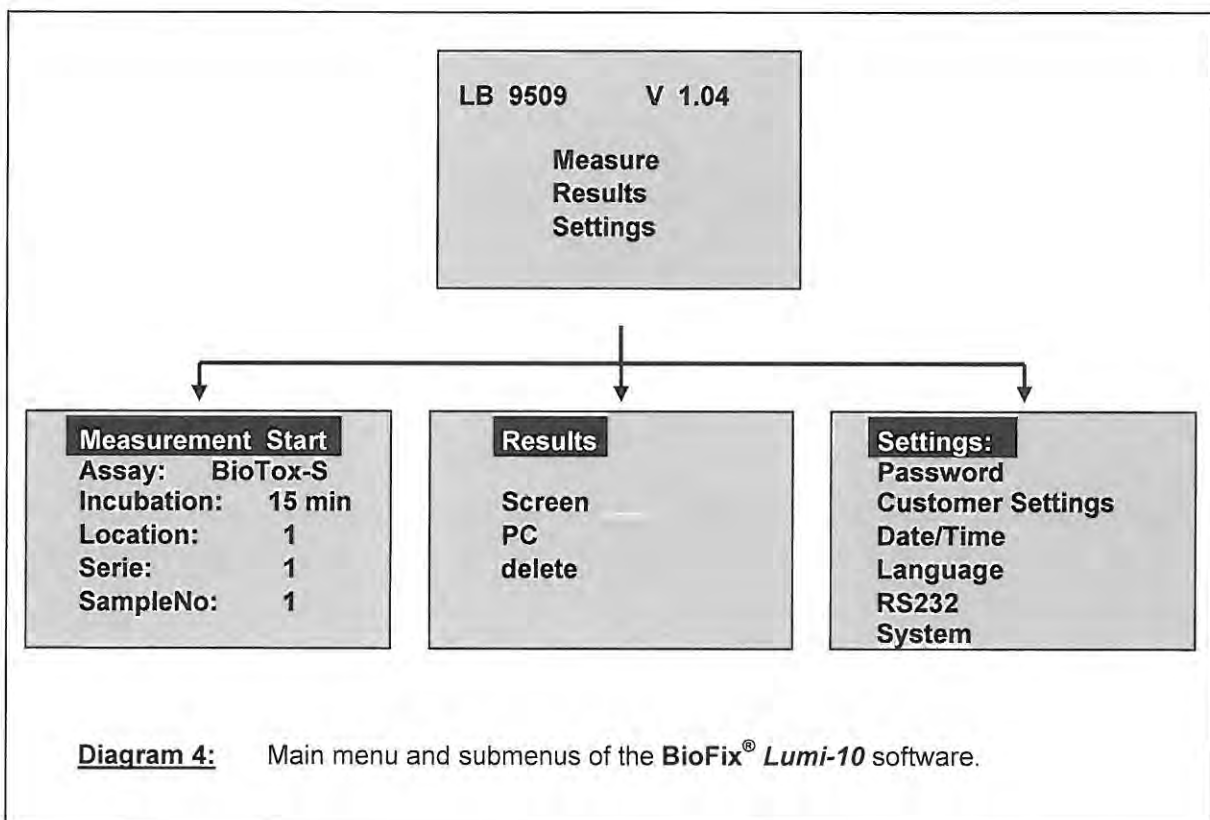 LB 9509 V 1.04
Measure
Results
Settings
Measurement Start
Assay: BioTox-S
Incubation: 15 min
Location: 1
Serie: 1
SampleNo: 1
Results
Screen
PC
delete
Settings:
Password
Customer Settings
Date/Time
Language
RS232
System
Diagram 4: Main menu and submenus of the BioFix® Lumi-10 software.